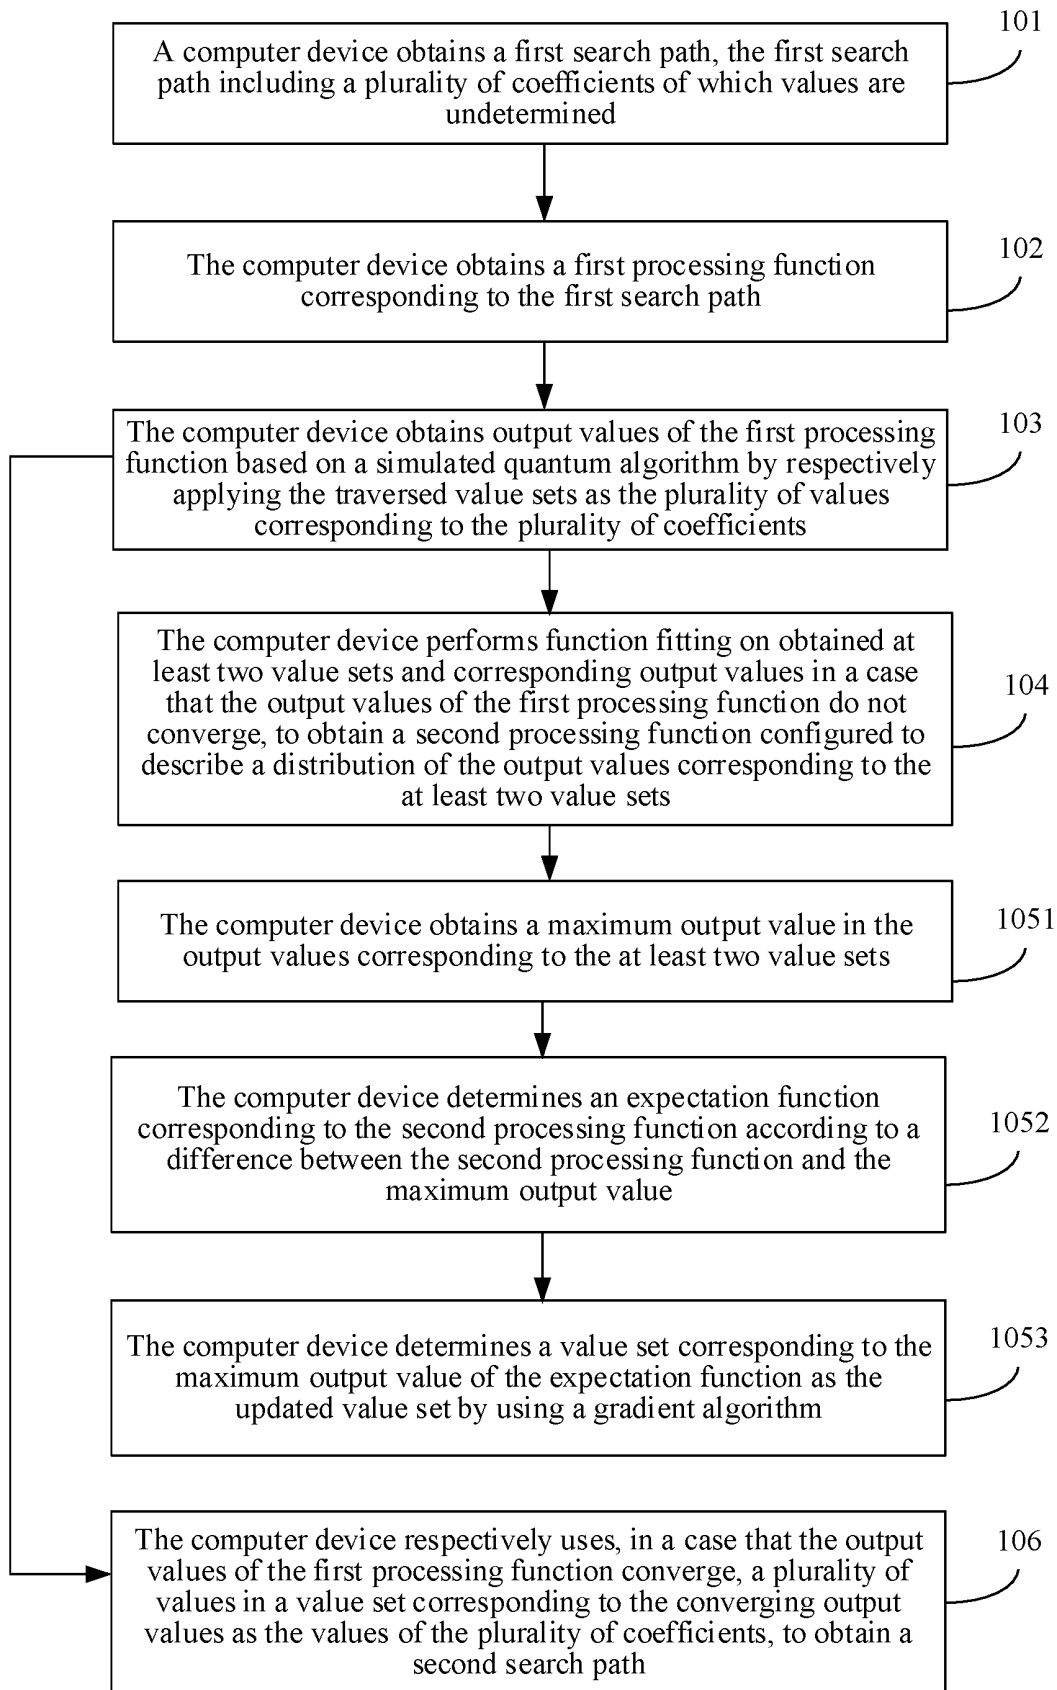 101
A computer device obtains a first search path, the first search
path including a plurality of coefficients of which values are
undetermined
102
The computer device obtains a first processing function
corresponding to the first search path
103
The computer device obtains output values of the first processing
function based on a simulated quantum algorithm by respectively
applying the traversed value sets as the plurality of values
corresponding to the plurality of coefficients
104
The computer device performs function fitting on obtained at
least two value sets and corresponding output values in a case
that the output values of the first processing function do not
converge, to obtain a second processing function configured to
describe a distribution of the output values corresponding to the
at least two value sets
1051
The computer device obtains a maximum output value in the
output values corresponding to the at least two value sets
1052
The computer device determines an expectation function
corresponding to the second processing function according to a
difference between the second processing function and the
maximum output value
1053
The computer device determines a value set corresponding to the
maximum output value of the expectation function as the
updated value set by using a gradient algorithm
106
The computer device respectively uses, in a case that the output
values of the first processing function converge, a plurality of
values in a value set corresponding to the converging output
values as the values of the plurality of coefficients, to obtain a
second search path